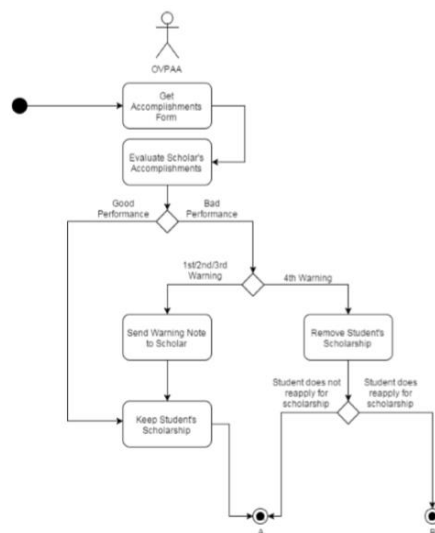 OVPAA
Get
Accomplishments
Form
Evaluate Scholar's
Accomplishments
Good
Performance
Bad
Performance
1st/2nd/3rd
Warning
4th Warning
Send Warning Note
to Scholar
Remove Student's
Scholarship
Student does not
reapply for
scholarship
Student does
reapply for
scholarship
Keep Student's
Scholarship
A